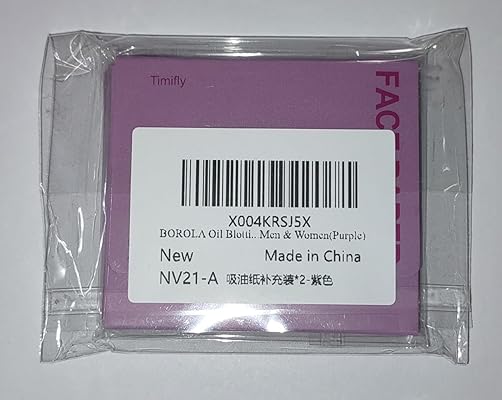 Timifly
FACE PAPER
X004KRSJ5X
BOROLA Oil Blotti.. Men & Women(Purple)
New Made in China
NV21-A 吸油纸补充装*2-紫色